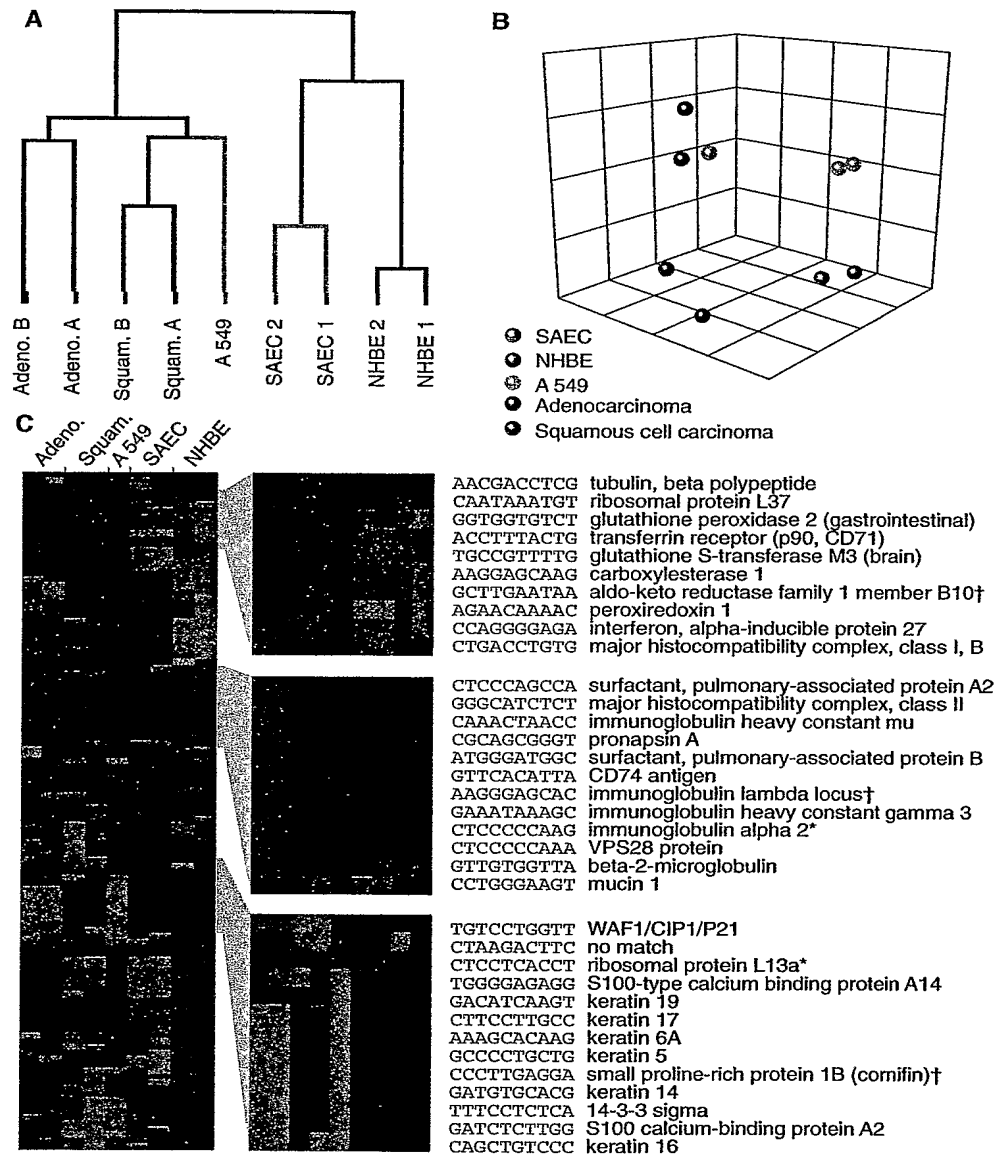 A
Adeno. B
Adeno. A
Squam. B
Squam. A
A 549
SAEC 2
SAEC 1
NHBE 2
NHBE 1
B
SAEC
NHBE
A 549
Adenocarcinoma
Squamous cell carcinoma
C
Adeno.
Squam.
A 549
SAEC
NHBE
AACGACCTCG tubulin, beta polypeptide
CAATAAATGT ribosomal protein L37
GGTGGTGTCT glutathione peroxidase 2 (gastrointestinal)
ACCTTTACTG transferrin receptor (p90, CD71)
TGCCGTTTTG glutathione S-transferase M3 (brain)
AAGGAGCAAG carboxylesterase 1
GCTTGAATAA aldo-keto reductase family 1 member B10†
AGAACAAAAC peroxiredoxin 1
CCAGGGGAGA interferon, alpha-inducible protein 27
CTGACCTGTG major histocompatibility complex, class I, B
CTCCCAGCCA surfactant, pulmonary-associated protein A2
GGGCATCTCT major histocompatibility complex, class II
CAAACTAACC immunoglobulin heavy constant mu
CGCAGCGGGT pronapsin A
ATGGGATGGC surfactant, pulmonary-associated protein B
GTTCACATTA CD74 antigen
AAGGGAGCAC immunoglobulin lambda locus†
GAAATAAAGC immunoglobulin heavy constant gamma 3
CTCCCCCAAG immunoglobulin alpha 2*
CTCCCCCAAA VPS28 protein
GTTGTGGTTA beta-2-microglobulin
CCTGGGAAGT mucin 1
TGTCCTGGTT WAF1/CIP1/P21
CTAAGACTTC no match
CTCCTCACCT ribosomal protein L13a*
TGGGGAGAGG S100-type calcium binding protein A14
GACATCAAGT keratin 19
CTTCCTTGCC keratin 17
AAAGCACAAG keratin 6A
GCCCCTGCTG keratin 5
CCCTTGAGGA small proline-rich protein 1B (cornifin)†
GATGTGCACG keratin 14
TTTCCTCTCA 14-3-3 sigma
GATCTCTTGG S100 calcium-binding protein A2
CAGCTGTCCC keratin 16